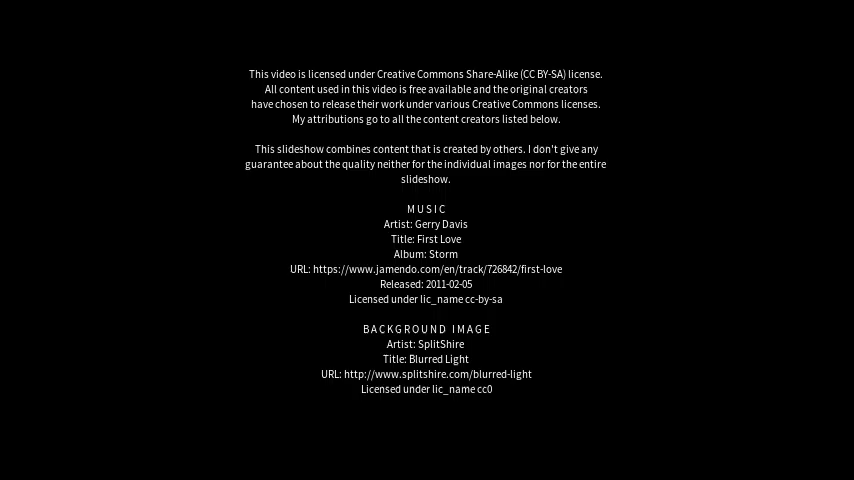 This video is licensed under Creative Commons Share-Alike (CC BY-SA) license.
All content used in this video is free available and the original creators
have chosen to release their work under various Creative Commons licenses.
My attributions go to all the content creators listed below.
This slideshow combines content that is created by others. I don't give any
guarantee about the quality neither for the individual images nor for the entire
slideshow.
MUSIC
Artist: Gerry Davis
Title: First Love
Album: Storm
URL: https://www.jamendo.com/en/track/726842/first-love
Released: 2011-02-05
Licensed under lic_name cc-by-sa
BACKGROUND IMAGE
Artist: SplitShire
Title: Blurred Light
URL: http://www.splitshire.com/blurred-light
Licensed under lic_name cc0